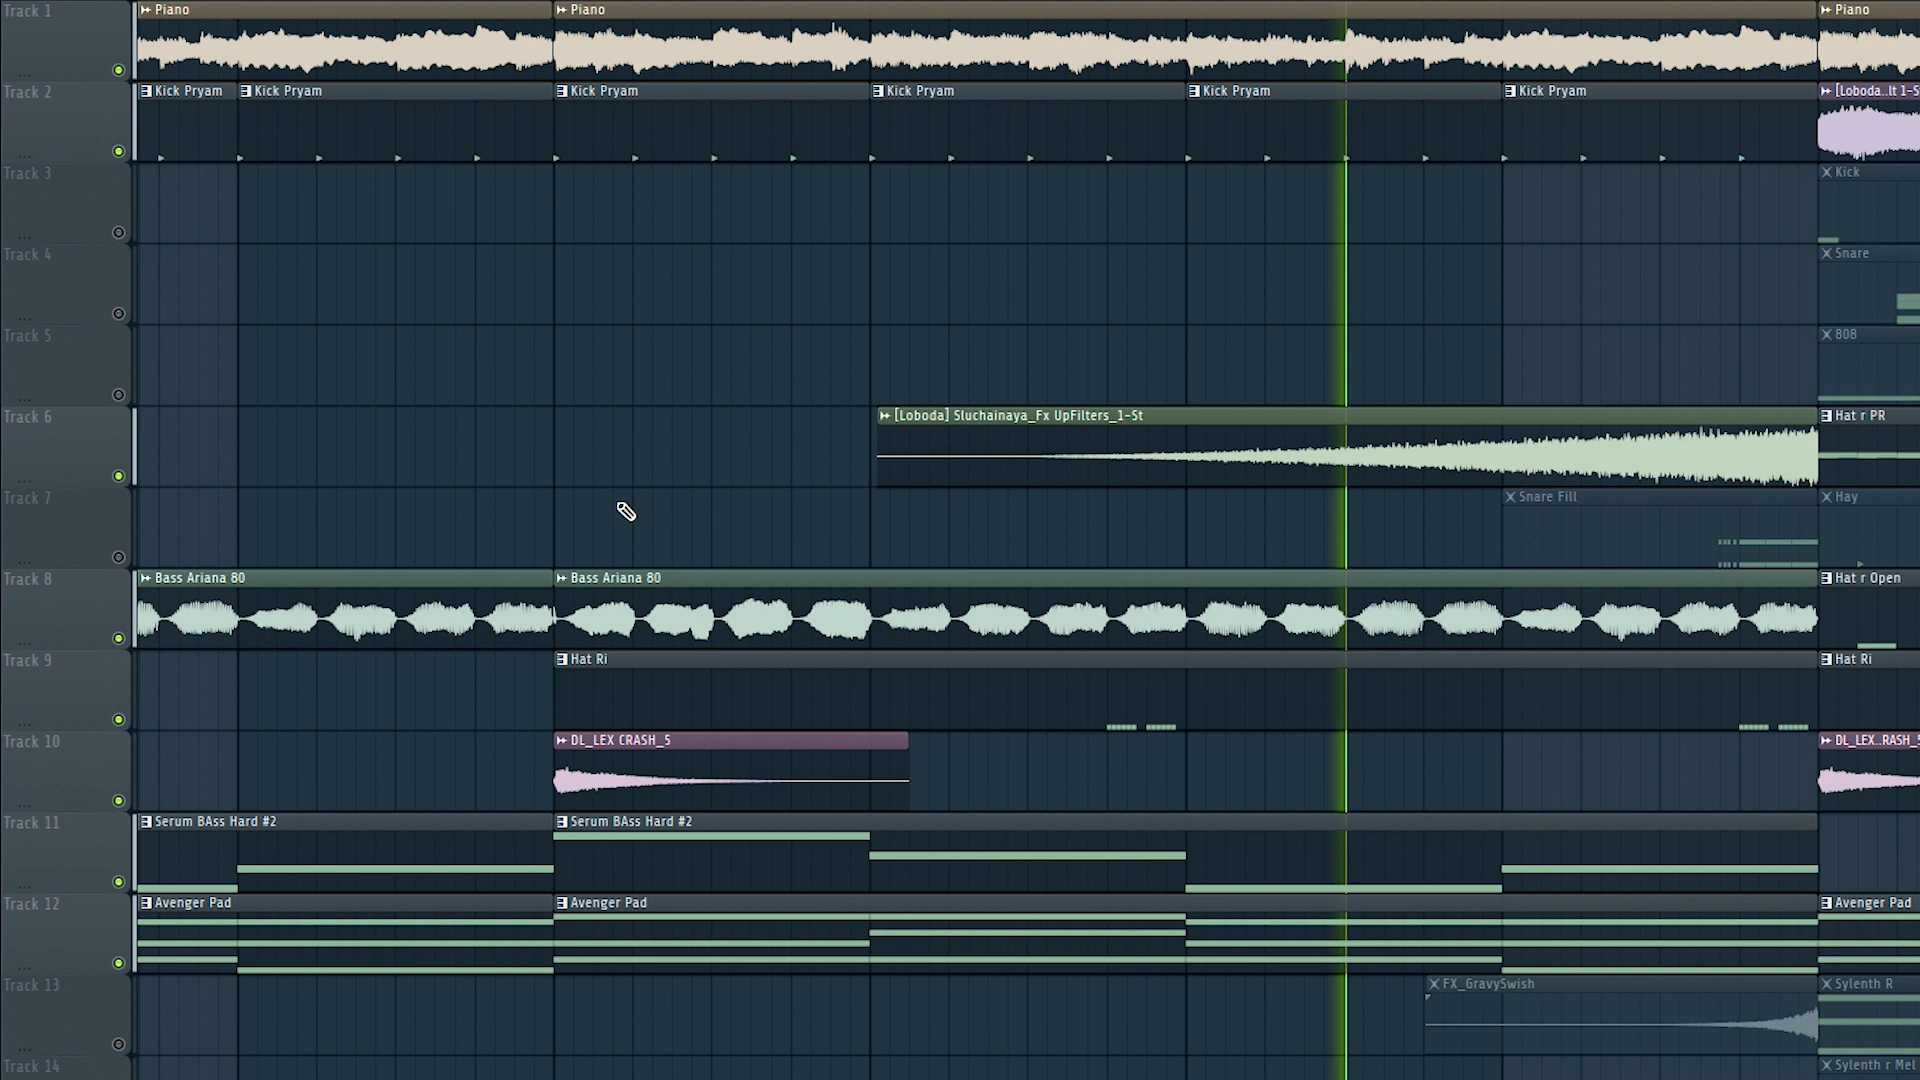 Track 1
Piano
Piano
Piano
Track 2
Kick Pryam
Kick Pryam
Kick Pryam
Kick Pryam
Kick Pryam
Kick Pryam
[Loboda..lt 1-S
Track 3
Kick
Track 4
Snare
Track 5
808
Track 6
[Loboda] Sluchainaya_Fx UpFilters_1-St
Hat r PR
Track 7
Snare Fill
Hay
Track 8
Bass Ariana 80
Bass Ariana 80
Hat r Open
Track 9
Hat Ri
Hat Ri
Track 10
DL_LEX CRASH_5
DL_LEX..RASH_5
Track 11
Serum BAss Hard #2
Serum BAss Hard #2
Track 12
Avenger Pad
Avenger Pad
Avenger Pad
Track 13
FX_GravySwish
Sylenth R
Track 14
Sylenth r Mel